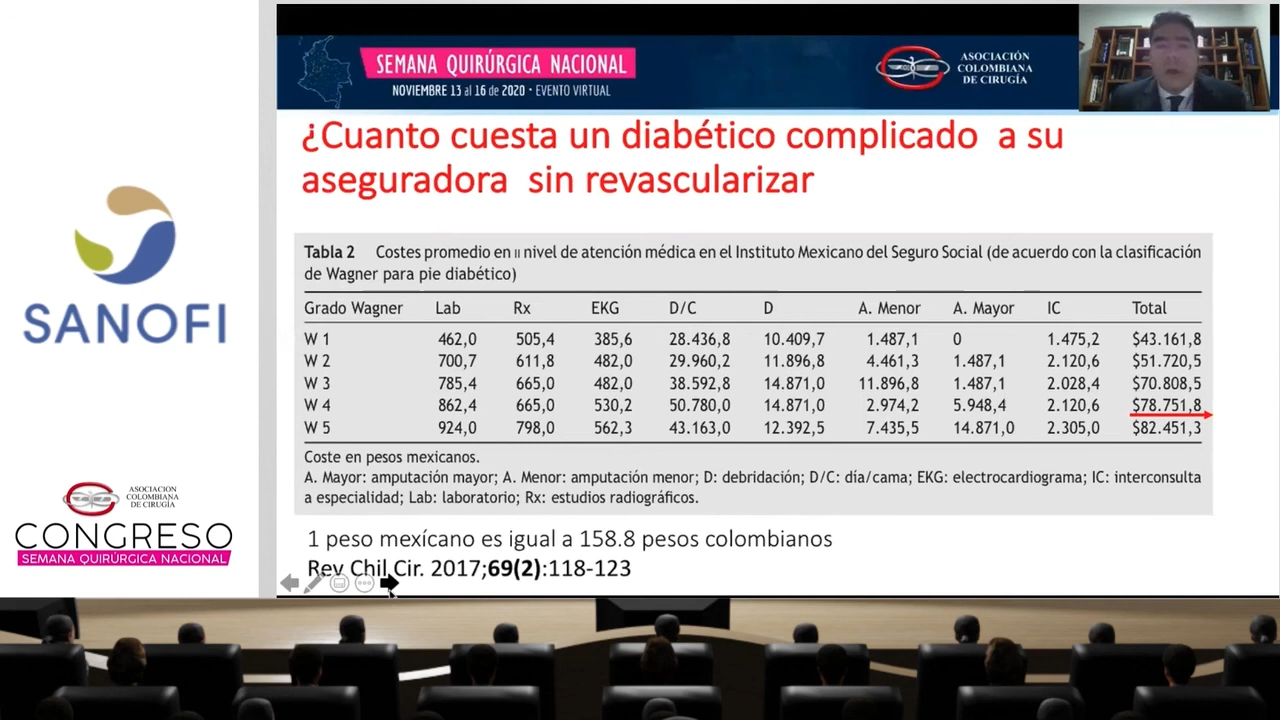 SEMANA QUIRÚRGICA NACIONAL
NOVIEMBRE 13 al 16 de 2020 • EVENTO VIRTUAL
ASOCIACIÓN
COLOMBIANA
DE CIRUGÍA
¿Cuanto cuesta un diabético complicado a su
aseguradora sin revascularizar
Tabla 2 Costes promedio en II nivel de atención médica en el Instituto Mexicano del Seguro Social (de acuerdo con la clasificación
de Wagner para pie diabético)
Grado Wagner Lab Rx EKG D/C D A. Menor A. Mayor IC Total
W 1 462,0 505,4 385,6 28.436,8 10.409,7 1.487,1 0 1.475,2 $43.161,8
W 2 700,7 611,8 482,0 29.960,2 11.896,8 4.461,3 1.487,1 2.120,6 $51.720,5
W 3 785,4 665,0 482,0 38.592,8 14.871,0 11.896,8 1.487,1 2.028,4 $70.808,5
W 4 862,4 665,0 530,2 50.780,0 14.871,0 2.974,2 5.948,4 2.120,6 $78.751,8
W 5 924,0 798,0 562,3 43.163,0 12.392,5 7.435,5 14.871,0 2.305,0 $82.451,3
Coste en pesos mexicanos.
A. Mayor: amputación mayor; A. Menor: amputación menor; D: debridación; D/C: día/cama; EKG: electrocardiograma; IC: interconsulta
a especialidad; Lab: laboratorio; Rx: estudios radiográficos.
1 peso mexícano es igual a 158.8 pesos colombianos
Rev Chil Cir. 2017;69(2):118-123
SANOFI
ASOCIACION
COLOMBIANA
DE CIRUGÍA
CONGRESO
SEMANA QUIRÚRGICA NACIONAL